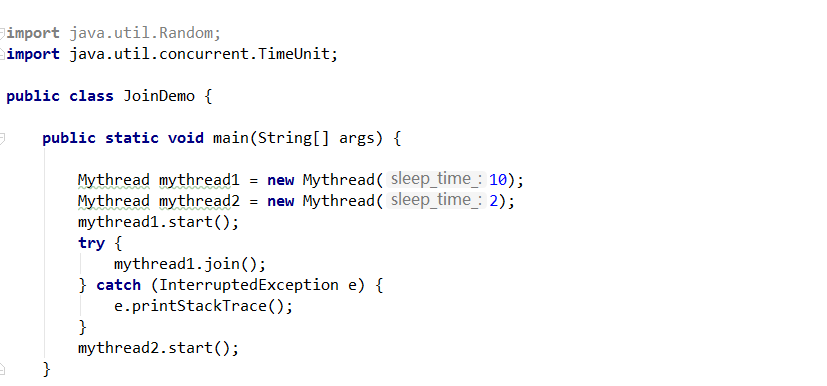 import java.util.Random;
import java.util.concurrent.TimeUnit;
public class JoinDemo {
public static void main(String[] args) {
Mythread mythread1 = new Mythread( sleep_time_: 10);
Mythread mythread2 = new Mythread( sleep_time_: 2);
mythread1.start();
try {
mythread1.join();
} catch (InterruptedException e) {
e.printStackTrace();
}
mythread2.start();
}